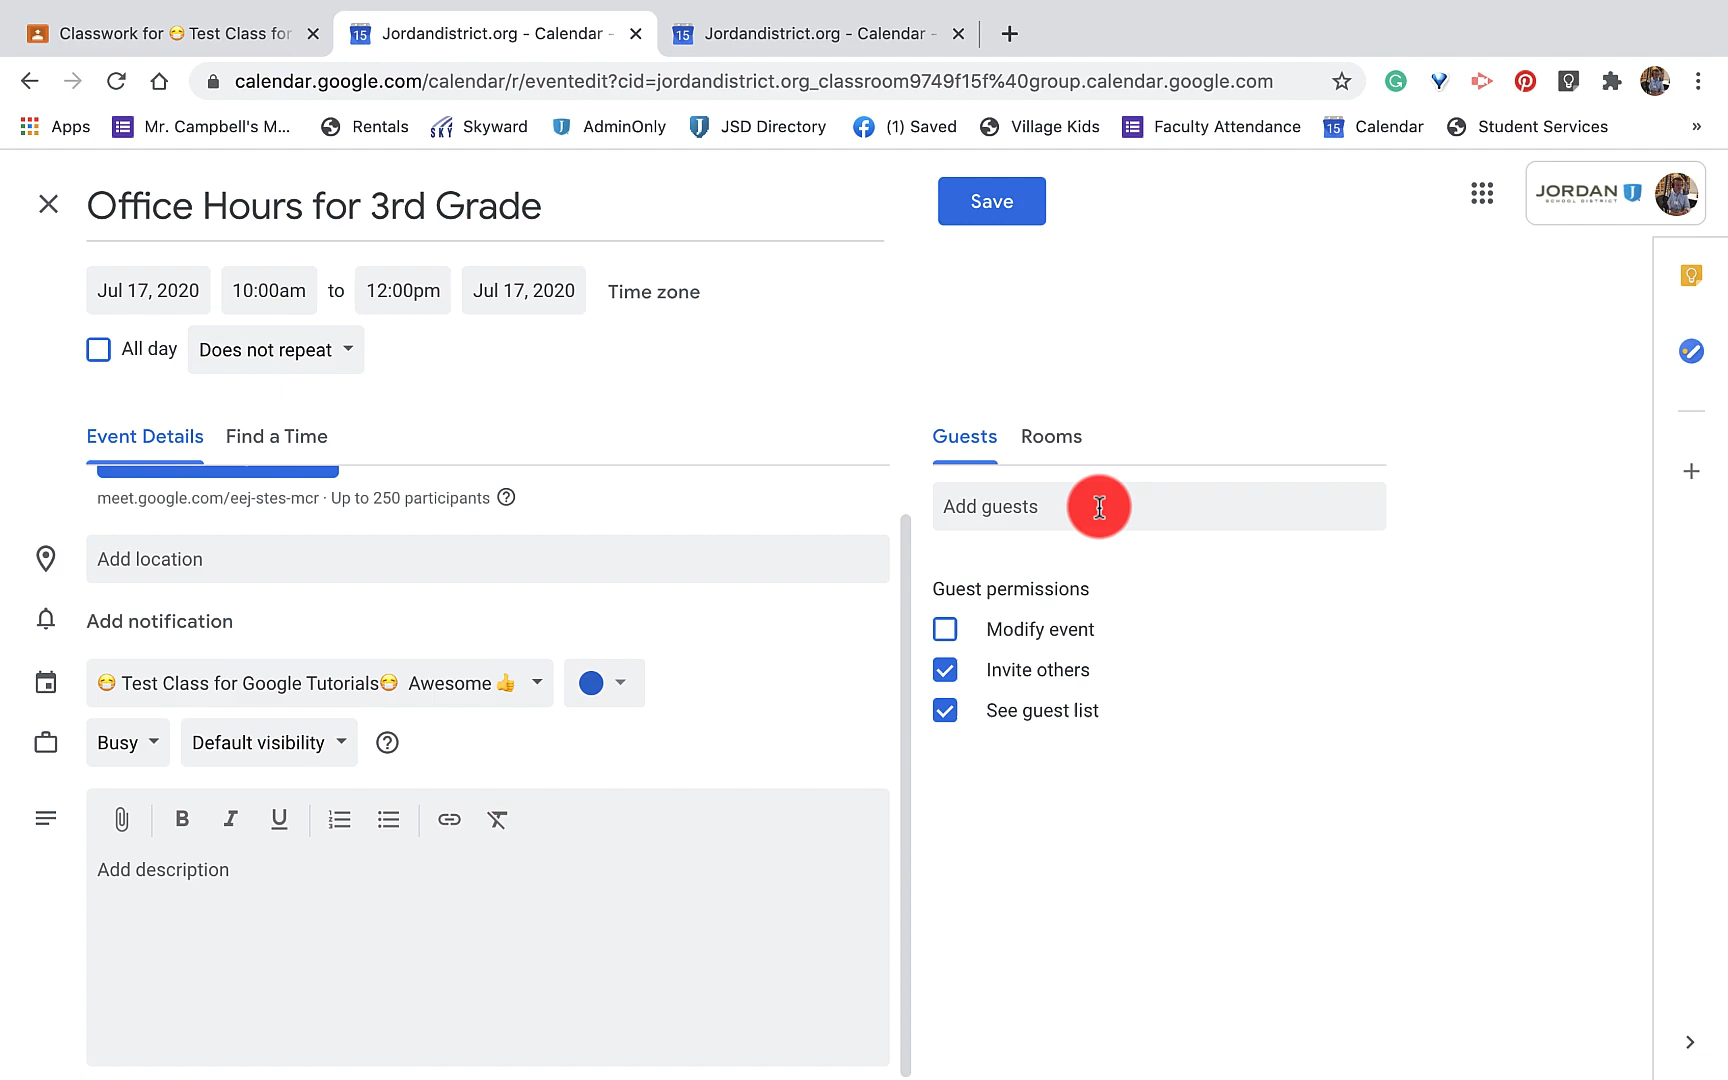 Classwork for 😷 Test Class for
Jordandistrict.org - Calendar -
Jordandistrict.org - Calendar -
calendar.google.com/calendar/r/eventedit?cid=jordandistrict.org_classroom9749f15f%40group.calendar.google.com
Apps
Mr. Campbell's M...
Rentals
SKY Skyward
AdminOnly
JSD Directory
(1) Saved
Village Kids
Faculty Attendance
15 Calendar
Student Services
»
Office Hours for 3rd Grade
Save
JORDAN
SCHOOL DISTRICT
Jul 17, 2020 10:00am to 12:00pm Jul 17, 2020 Time zone
All day Does not repeat
Event Details Find a Time
Guests Rooms
meet.google.com/eej-stes-mcr · Up to 250 participants
Add guests
Add location
Add notification
Guest permissions
Modify event
Invite others
See guest list
😷 Test Class for Google Tutorials😷 Awesome 👍
Busy Default visibility
B I U
Add description